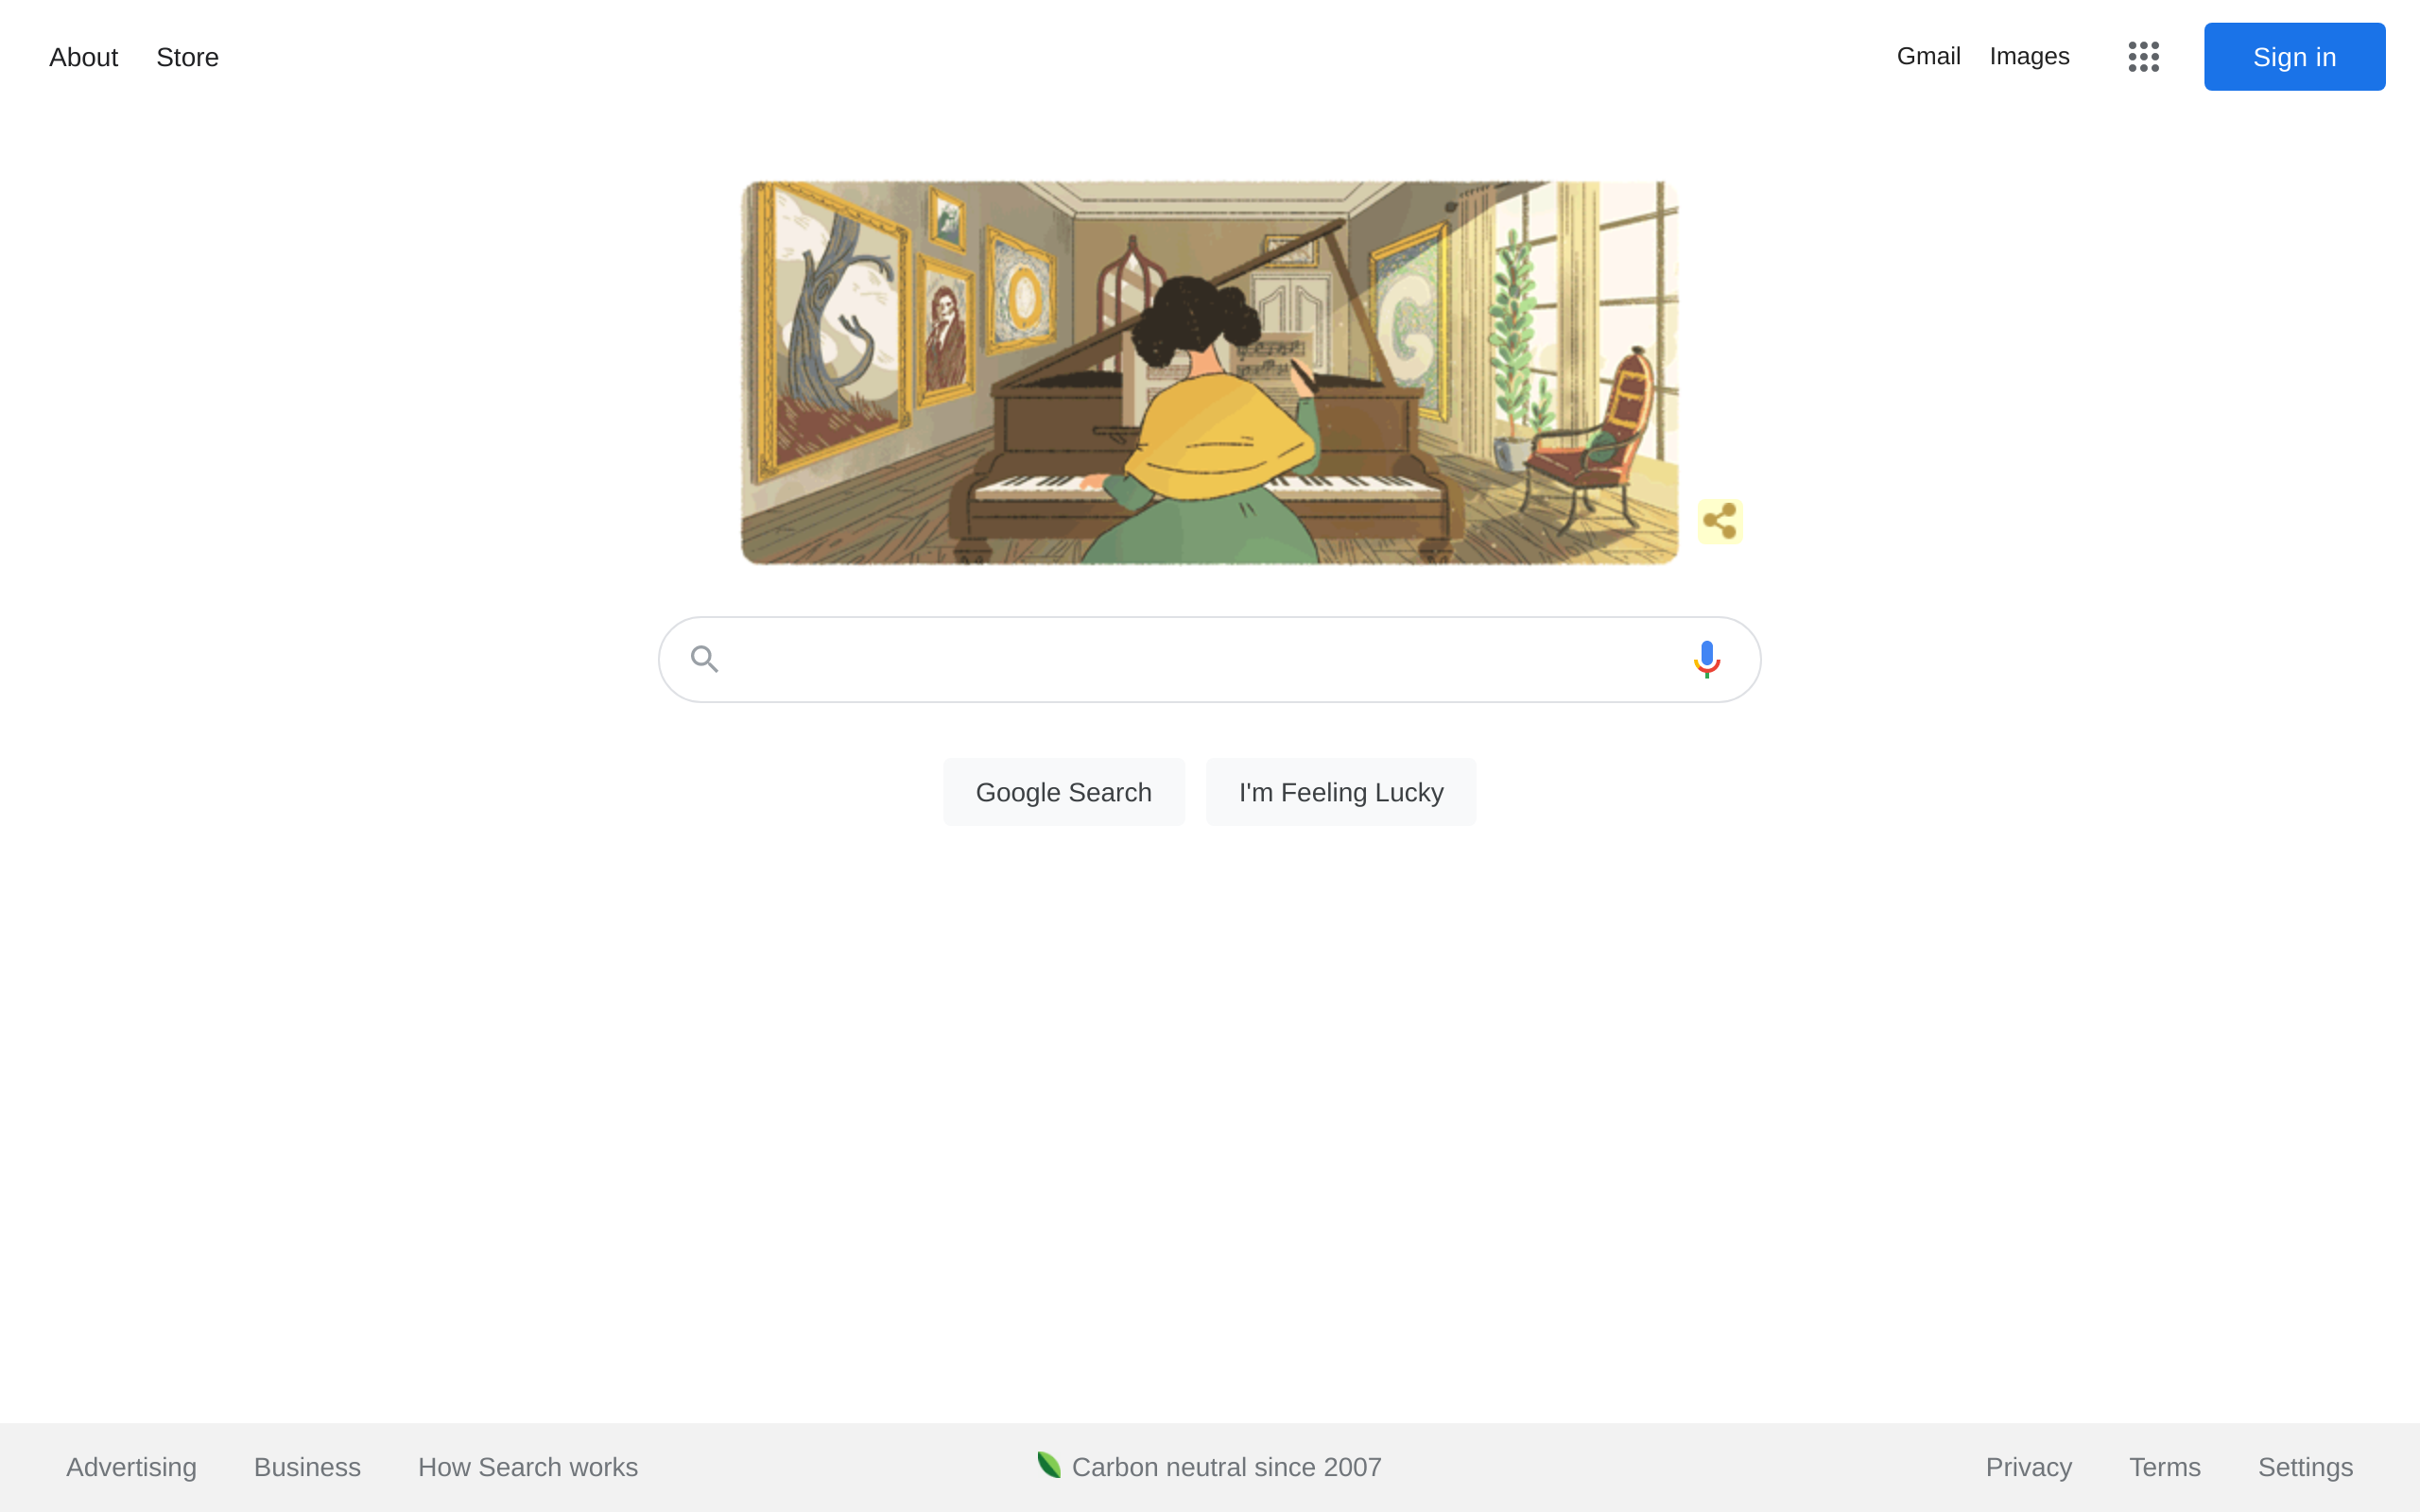 About Store Gmail Images Sign in
Google Search I'm Feeling Lucky
Advertising Business How Search works Carbon neutral since 2007 Privacy Terms Settings